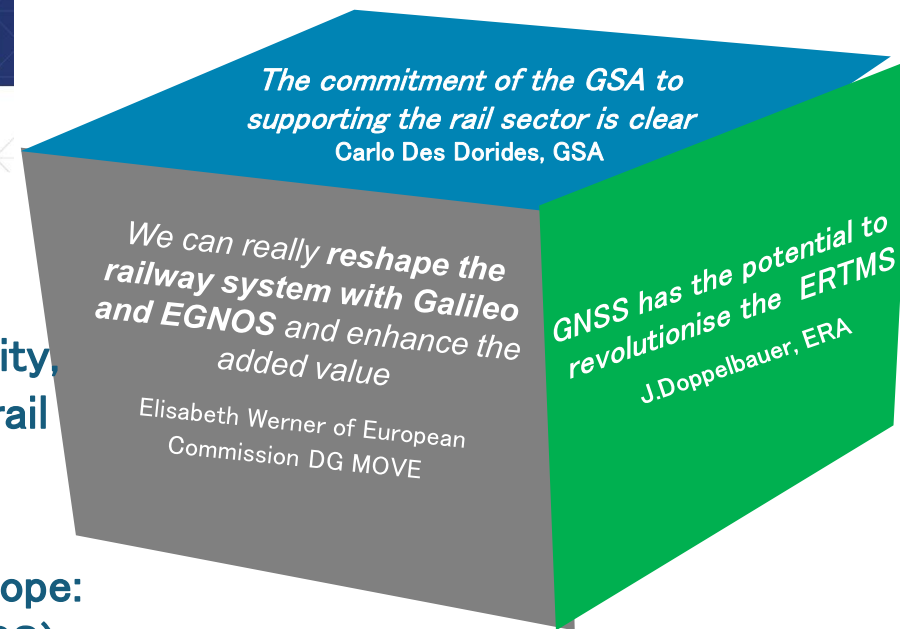 The commitment of the GSA to
supporting the rail sector is clear
Carlo Des Dorides, GSA
We can really reshape the
railway system with Galileo
and EGNOS and enhance the
added value
Elisabeth Werner of European
Commission DG MOVE
GNSS has the potential to
revolutionise the ERTMS
J.Doppelbauer, ERA
ity,
rail
ope: